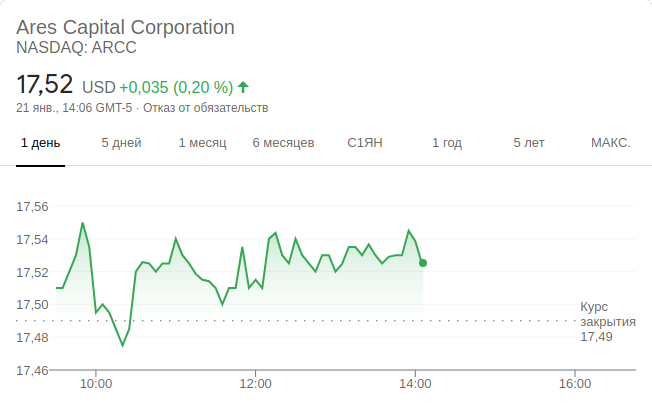 Ares Capital Corporation
NASDAQ: ARCC
17,52 USD +0,035 (0,20 %)
21 янв., 14:06 GMT-5 · Отказ от обязательств
1 день 5 дней 1 месяц 6 месяцев С1ЯН 1 год 5 лет МАКС.
17,56
17,54
17,52
17,50
Курс
закрытия
17,49
17,48
17,46
10:00 12:00 14:00 16:00